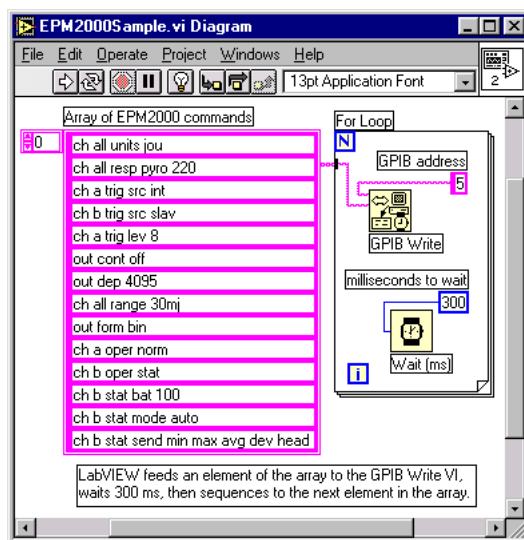 EPM2000Sample.vi Diagram
File Edit Operate Project Windows Help
13pt Application Font
2
Array of EPM2000 commands
0
ch all units jou
ch all resp pyro 220
ch a trig src int
ch b trig src slav
ch a trig lev 8
out cont off
out dep 4095
ch all range 30mj
out form bin
ch a oper norm
ch b oper stat
ch b stat bat 100
ch b stat mode auto
ch b stat send min max avg dev head
For Loop
N
GPIB address
5
GPIB Write
milliseconds to wait
300
Wait (ms)
i
LabVIEW feeds an element of the array to the GPIB Write VI,
waits 300 ms, then sequences to the next element in the array.